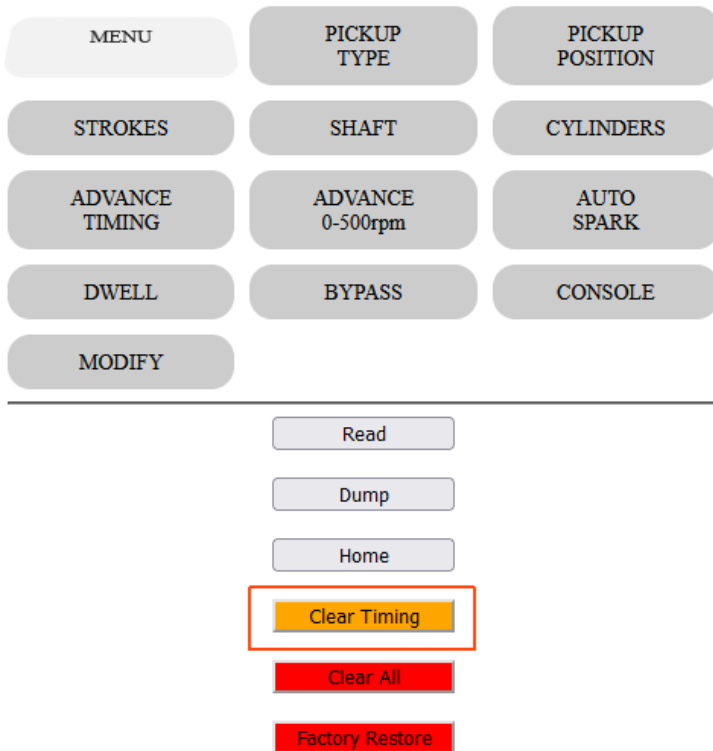 MENU
PICKUP
TYPE
PICKUP
POSITION
STROKES
SHAFT
CYLINDERS
ADVANCE
TIMING
ADVANCE
0-500rpm
AUTO
SPARK
DWELL
BYPASS
CONSOLE
MODIFY
Read
Dump
Home
Clear Timing
Clear All
Factory Restore